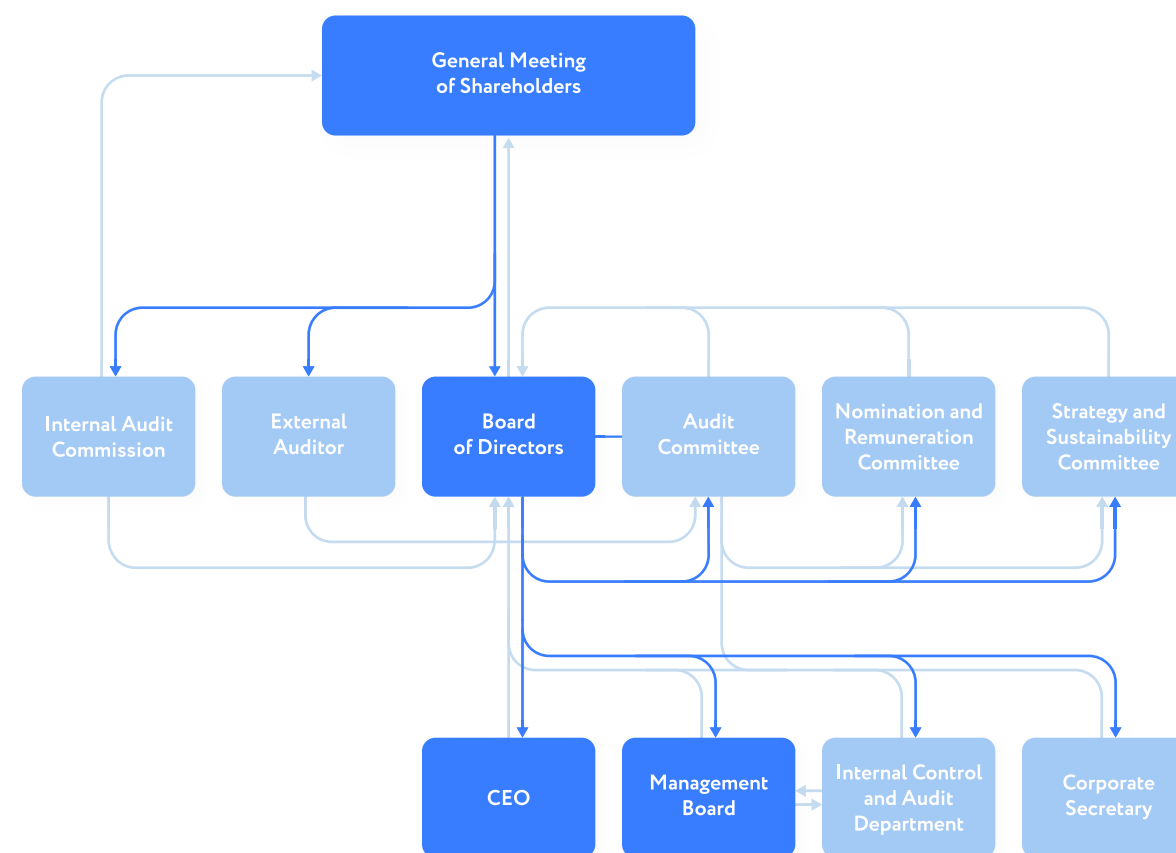 General Meeting
of Shareholders
Internal Audit
Commission
External
Auditor
Board
of Directors
Audit
Committee
Nomination and
Remuneration
Committee
Strategy and
Sustainability
Committee
CEO
Management
Board
Internal Control
and Audit
Department
Corporate
Secretary